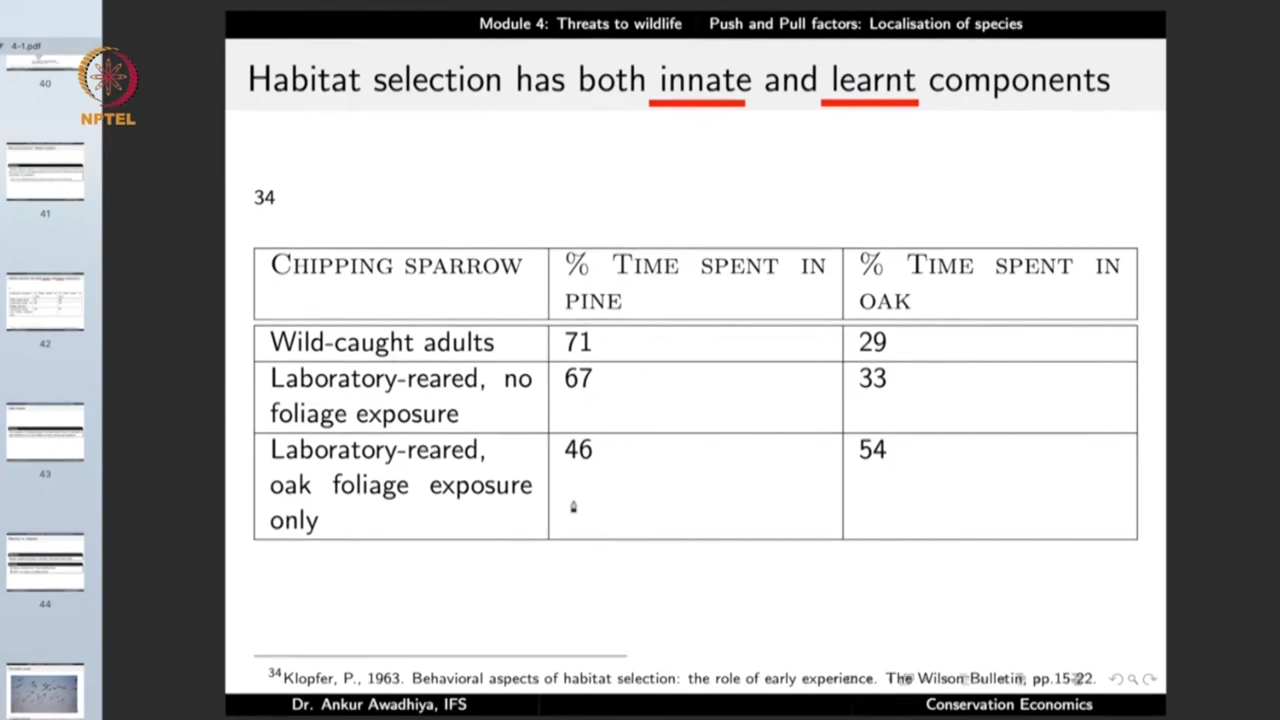 Module 4: Threats to wildlife Push and Pull factors: Localisation of species
4-1.pdf
40
NPTEL
41
42
43
44
Habitat selection has both innate and learnt components
34
CHIPPING SPARROW % TIME SPENT IN PINE % TIME SPENT IN OAK
Wild-caught adults 71 29
Laboratory-reared, no foliage exposure 67 33
Laboratory-reared, oak foliage exposure only 46 54
34Klopfer, P., 1963. Behavioral aspects of habitat selection: the role of early experience. The Wilson Bulletin, pp.15-22.
Dr. Ankur Awadhiya, IFS Conservation Economics